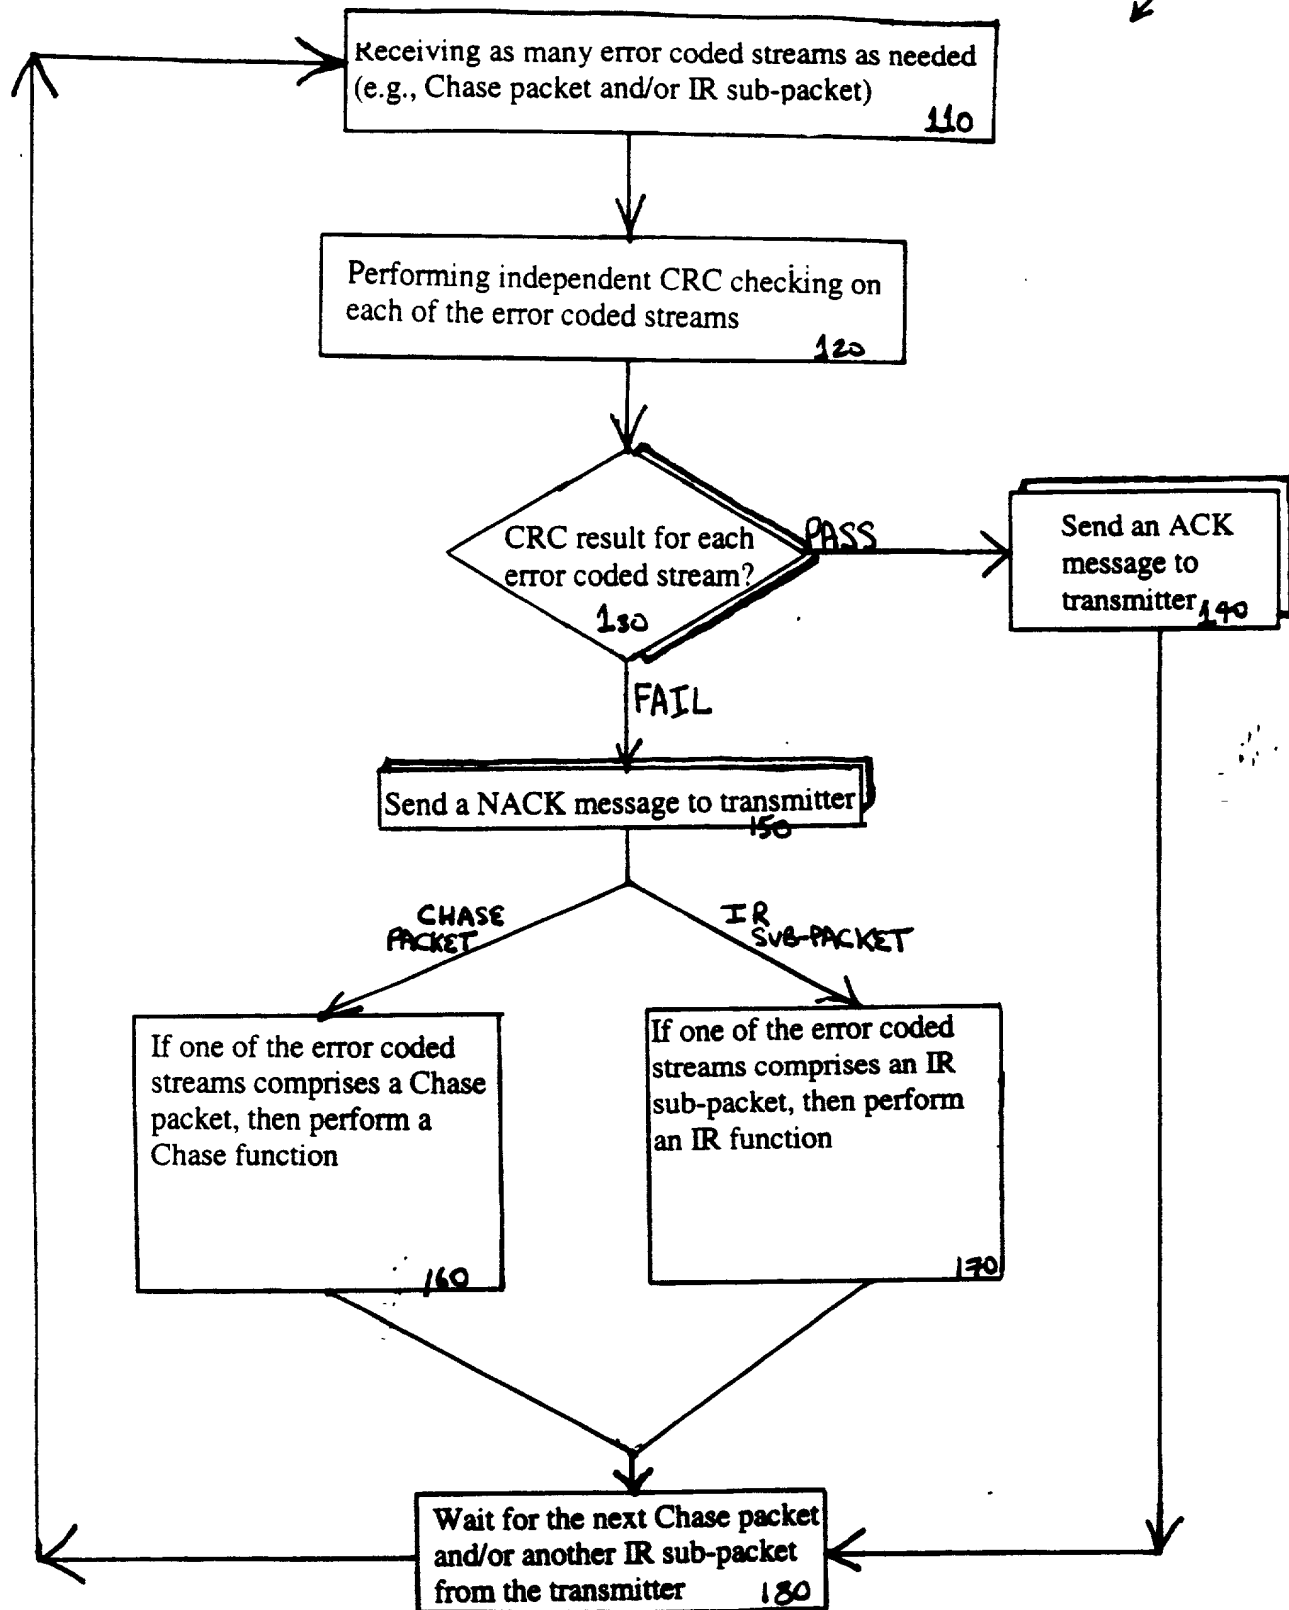 Receiving as many error coded streams as needed
(e.g., Chase packet and/or IR sub-packet)
110
Performing independent CRC checking on
each of the error coded streams
120
CRC result for each
error coded stream?
130
PASS
Send an ACK
message to
transmitter
140
FAIL
Send a NACK message to transmitter
150
CHASE
PACKET
IR
SUB-PACKET
If one of the error coded
streams comprises a Chase
packet, then perform a
Chase function
160
If one of the error coded
streams comprises an IR
sub-packet, then perform
an IR function
170
Wait for the next Chase packet
and/or another IR sub-packet
from the transmitter
180